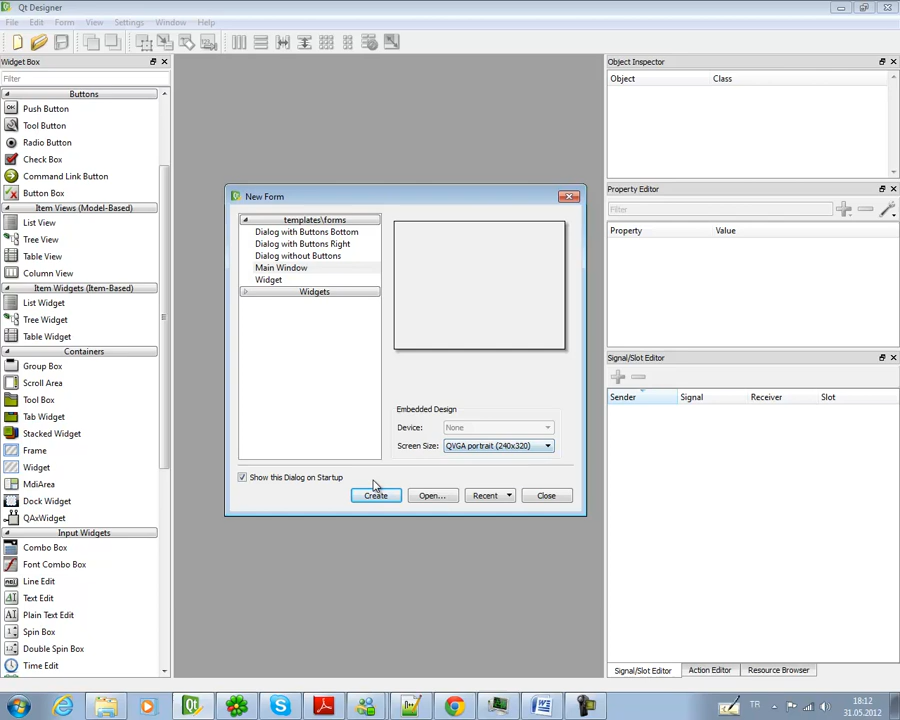 Qt Designer
File Edit Form View Settings Window Help
Widget Box
Filter
Buttons
Push Button
Tool Button
Radio Button
Check Box
Command Link Button
Button Box
Item Views (Model-Based)
List View
Tree View
Table View
Column View
Item Widgets (Item-Based)
List Widget
Tree Widget
Table Widget
Containers
Group Box
Scroll Area
Tool Box
Tab Widget
Stacked Widget
Frame
Widget
MdiArea
Dock Widget
QAxWidget
Input Widgets
Combo Box
Font Combo Box
Line Edit
Text Edit
Plain Text Edit
Spin Box
Double Spin Box
Time Edit
New Form
templates\forms
Dialog with Buttons Bottom
Dialog with Buttons Right
Dialog without Buttons
Main Window
Widget
Widgets
Embedded Design
Device: None
Screen Size: QVGA portrait (240x320)
Show this Dialog on Startup
Create Open... Recent Close
Object Inspector
Object Class
Property Editor
Filter
Property Value
Signal/Slot Editor
Sender Signal Receiver Slot
Signal/Slot Editor Action Editor Resource Browser
TR 18:12
31.05.2012